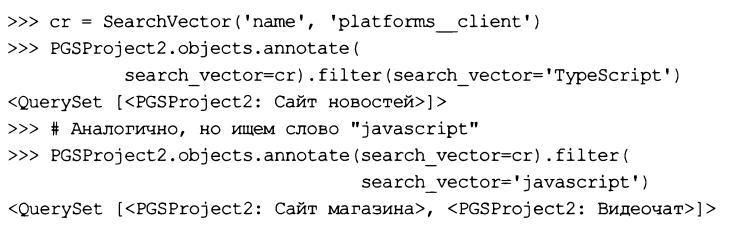 >>> cr = SearchVector('name', 'platforms__client')
>>> PGSProject2.objects.annotate(
search_vector=cr).filter(search_vector='TypeScript')
<QuerySet [<PGSProject2: Сайт новостей>]>
>>> # Аналогично, но ищем слово "javascript"
>>> PGSProject2.objects.annotate(search_vector=cr).filter(
search_vector='javascript')
<QuerySet [<PGSProject2: Сайт магазина>, <PGSProject2: Видеочат>]>